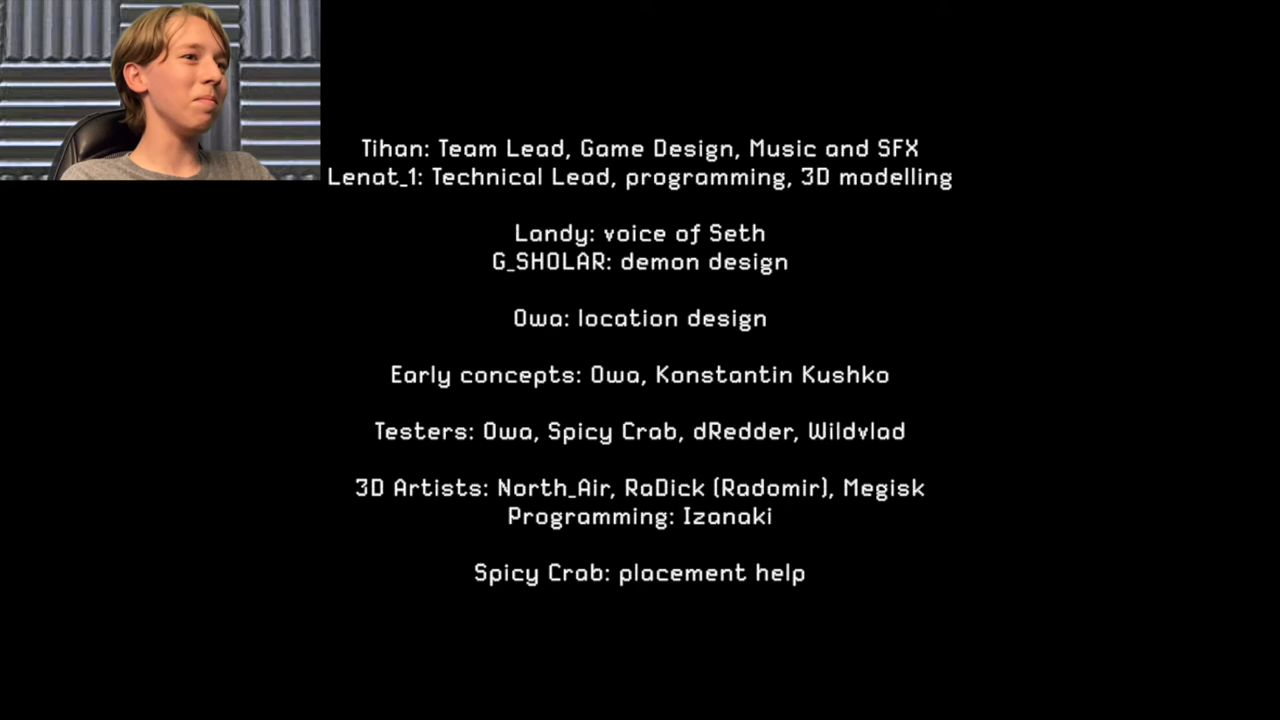 Tihan: Team Lead, Game Design, Music and SFX
Lenat_1: Technical Lead, programming, 3D modelling
Landy: voice of Seth
G_SHOLAR: demon design
Owa: location design
Early concepts: Owa, Konstantin Kushko
Testers: Owa, Spicy Crab, dRedder, Wildvlad
3D Artists: North_Air, RaDick (Radomir), Megisk
Programming: Izanaki
Spicy Crab: placement help